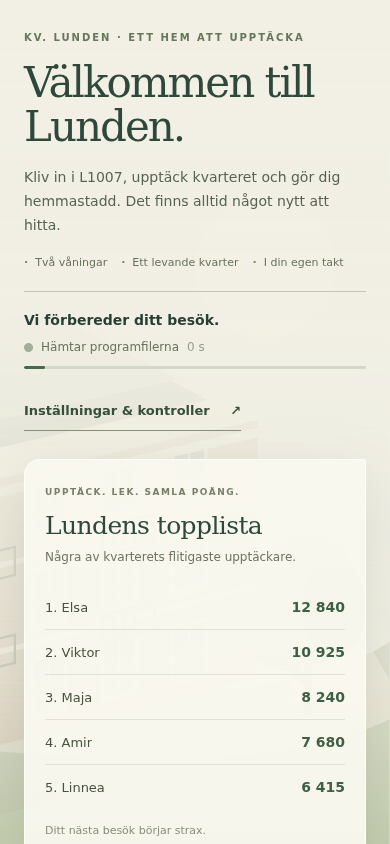 KV. LUNDEN · ETT HEM ATT UPPTÄCKA
Välkommen till
Lunden.
Kliv in i L1007, upptäck kvarteret och gör dig
hemmastadd. Det finns alltid något nytt att
hitta.
· Två våningar · Ett levande kvarter · I din egen takt
Vi förbereder ditt besök.
Hämtar programfilerna 0 s
Inställningar & kontroller ↗
UPPTÄCK. LEK. SAMLA POÄNG.
Lundens topplista
Några av kvarterets flitigaste upptäckare.
1. Elsa 12 840
2. Viktor 10 925
3. Maja 8 240
4. Amir 7 680
5. Linnea 6 415
Ditt nästa besök börjar strax.